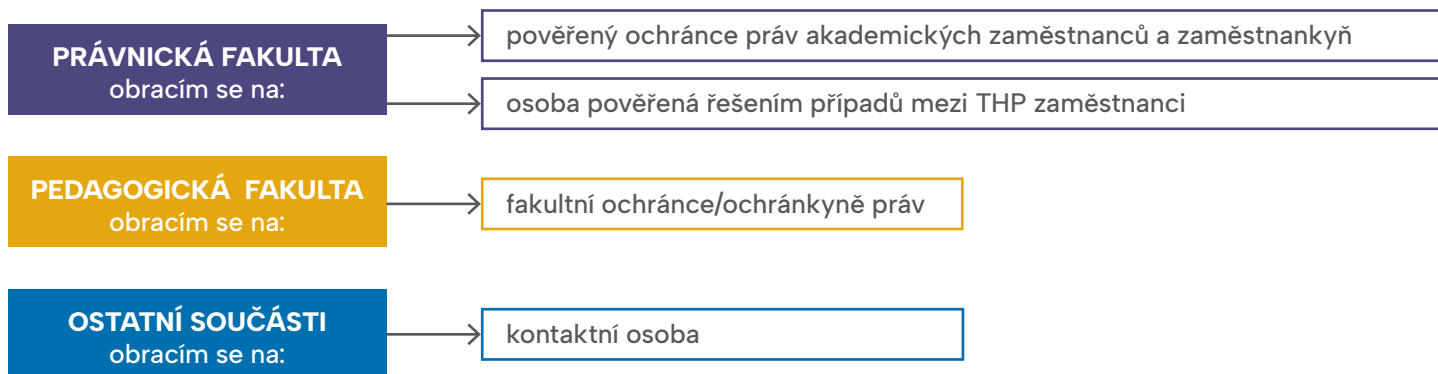 PRÁVNICKÁ FAKULTA
obracím se na:
pověřený ochránce práv akademických zaměstnanců a zaměstnankyň
osoba pověřená řešením případů mezi THP zaměstnanci
PEDAGOGICKÁ FAKULTA
obracím se na:
fakultní ochránce/ochránkyně práv
OSTATNÍ SOUČÁSTI
obracím se na:
kontaktní osoba